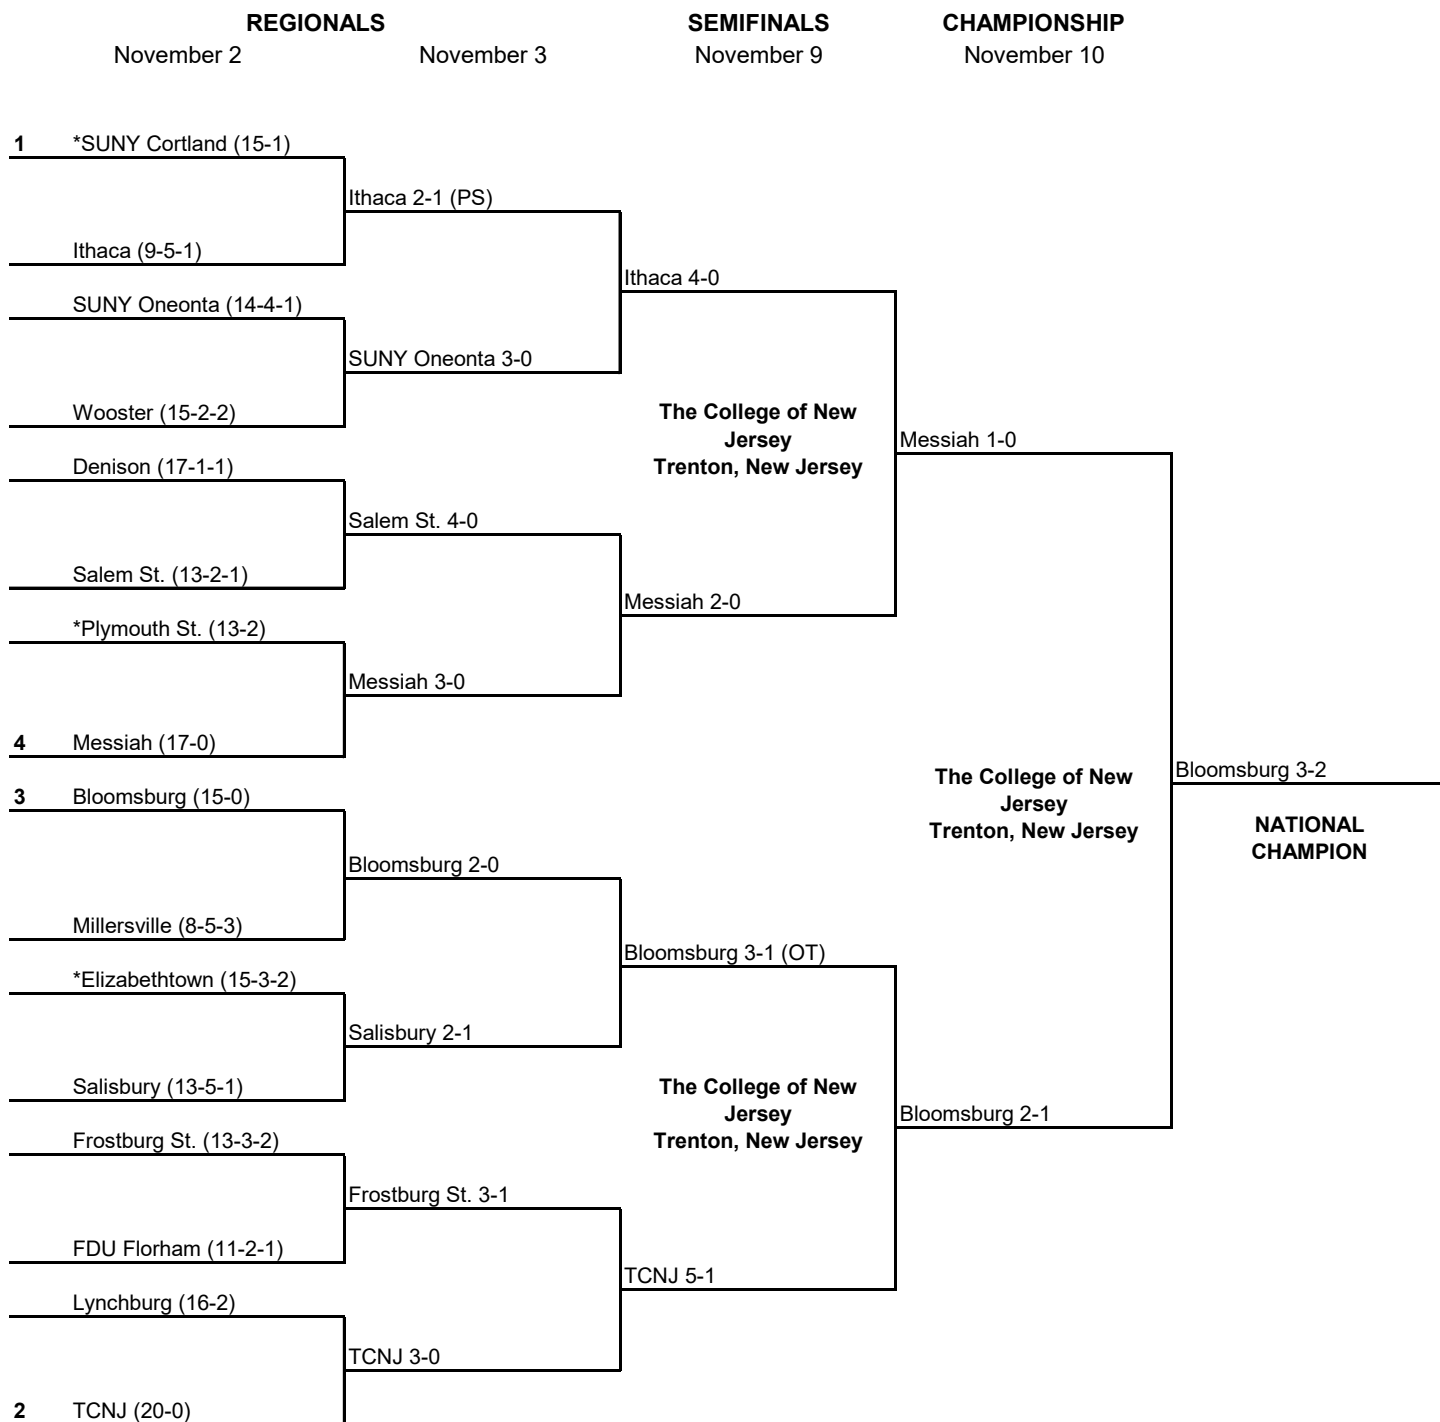 REGIONALS SEMIFINALS CHAMPIONSHIP
November 2 November 3 November 9 November 10
1 *SUNY Cortland (15-1)
Ithaca 2-1 (PS)
Ithaca (9-5-1)
Ithaca 4-0
SUNY Oneonta (14-4-1)
SUNY Oneonta 3-0
Wooster (15-2-2)
The College of New
Jersey
Trenton, New Jersey
Messiah 1-0
Denison (17-1-1)
Salem St. 4-0
Salem St. (13-2-1)
Messiah 2-0
*Plymouth St. (13-2)
Messiah 3-0
4 Messiah (17-0)
The College of New
Jersey
Trenton, New Jersey
Bloomsburg 3-2
NATIONAL
CHAMPION
3 Bloomsburg (15-0)
Bloomsburg 2-0
Millersville (8-5-3)
Bloomsburg 3-1 (OT)
*Elizabethtown (15-3-2)
Salisbury 2-1
Salisbury (13-5-1)
The College of New
Jersey
Trenton, New Jersey
Bloomsburg 2-1
Frostburg St. (13-3-2)
Frostburg St. 3-1
FDU Florham (11-2-1)
TCNJ 5-1
Lynchburg (16-2)
TCNJ 3-0
2 TCNJ (20-0)